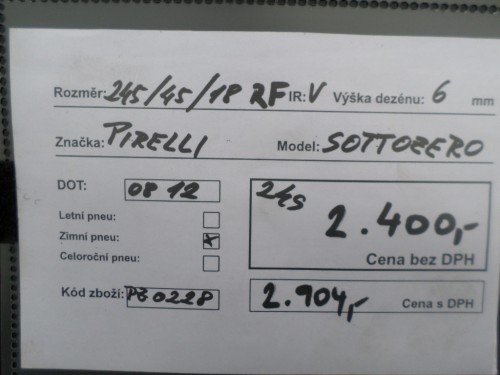 Rozměr: 245/45/18 RF IR: V Výška dezénu: 6 mm
Značka: PIRELLI Model: SOTTOZERO
DOT: 08 12
2ks 2.400,-
Letní pneu:
Zimní pneu: x
Celoroční pneu:
Cena bez DPH
Kód zboží: PZ0228 2.904,- Cena s DPH